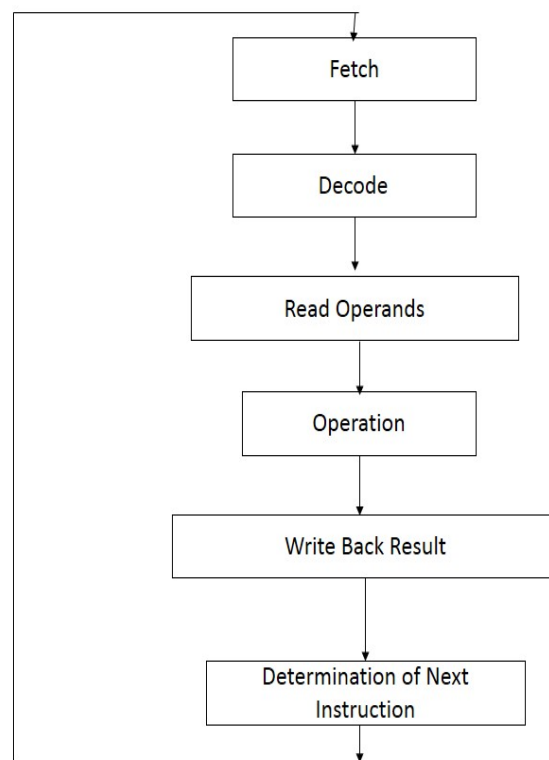 Fetch
Decode
Read Operands
Operation
Write Back Result
Determination of Next
Instruction